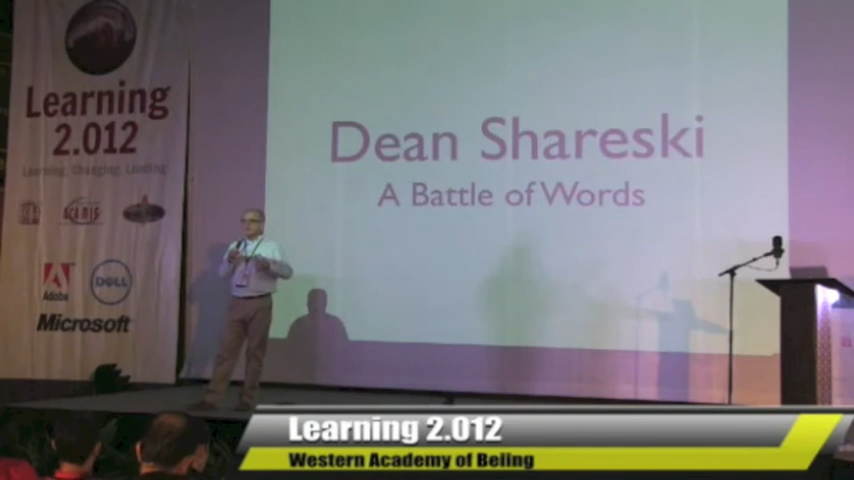 Learning
2.012
Learning, Changing, Leading
Adobe
DELL
Microsoft
Dean Shareski
A Battle of Words
Learning 2.012
Western Academy of Beiing